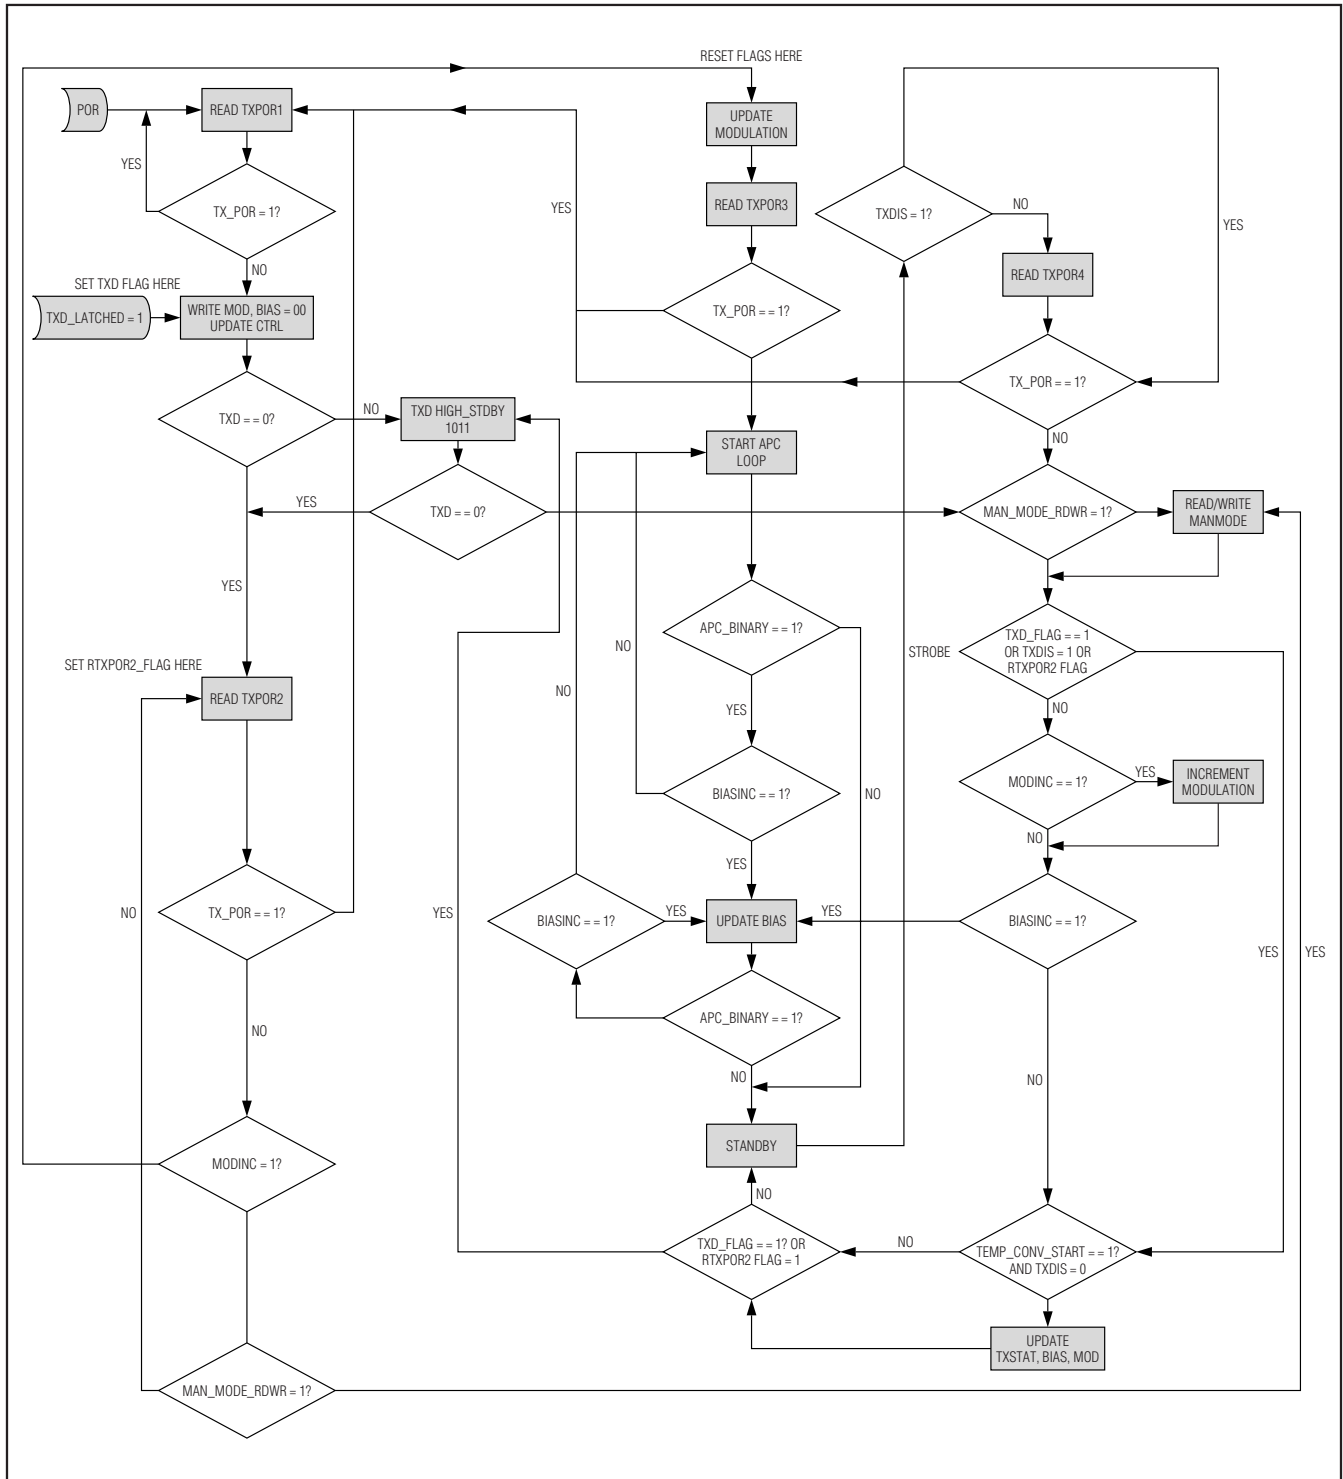 RESET FLAGS HERE
POR
READ TXPOR1
UPDATE
MODULATION
YES
TX_POR = 1?
NO
READ TXPOR3
YES
TXDIS = 1?
NO
YES
READ TXPOR4
SET TXD FLAG HERE
TXD_LATCHED = 1
WRITE MOD, BIAS = 00
UPDATE CTRL
TX_POR = = 1?
TX_POR = = 1?
NO
TXD = = 0?
NO
TXD HIGH_STDBY
1011
START APC
LOOP
YES
TXD = = 0?
MAN_MODE_RDWR = 1?
READ/WRITE
MANMODE
YES
APC_BINARY = = 1?
NO
STROBE
TXD_FLAG = = 1
OR TXDIS = 1 OR
RTXPOR2 FLAG
SET RTXPOR2_FLAG HERE
READ TXPOR2
NO
YES
NO
BIASINC = = 1?
NO
MODINC = = 1?
YES
INCREMENT
MODULATION
NO
YES
NO
TX_POR = = 1?
YES
BIASINC = = 1?
YES
UPDATE BIAS
YES
BIASINC = = 1?
YES
YES
NO
APC_BINARY = = 1?
NO
NO
STANDBY
MODINC = 1?
NO
TXD_FLAG = = 1? OR
RTXPOR2 FLAG = 1
NO
TEMP_CONV_START = = 1?
AND TXDIS = 0
UPDATE
TXSTAT, BIAS, MOD
MAN_MODE_RDWR = 1?